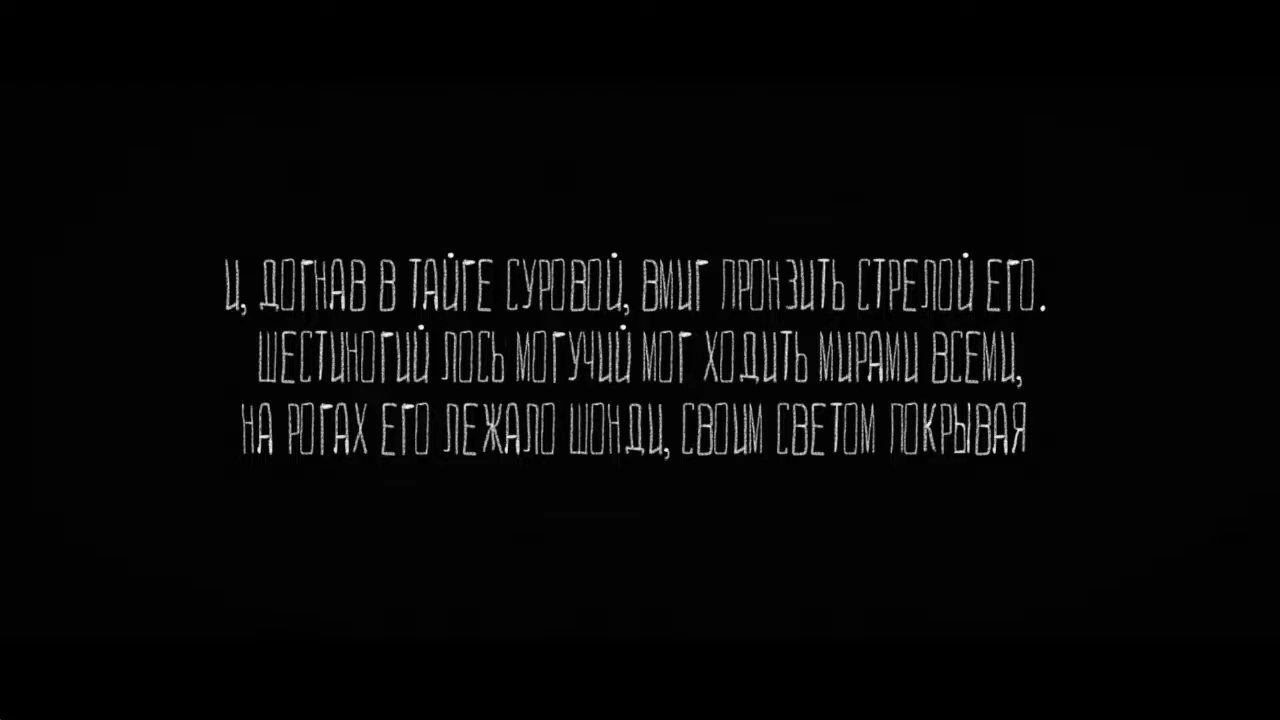 И, ДОГНАВ В ТАЙГЕ СУРОВОЙ, ВМИГ ПРОНЗИТЬ СТРЕЛОЙ ЕГО.
ШЕСТИНОГИЙ ЛОСЬ МОГУЧИЙ МОГ ХОДИТЬ МИРАМИ ВСЕМИ,
НА РОГАХ ЕГО ЛЕЖАЛО ШОНДИ, СВОИМ СВЕТОМ ПОКРЫВАЯ